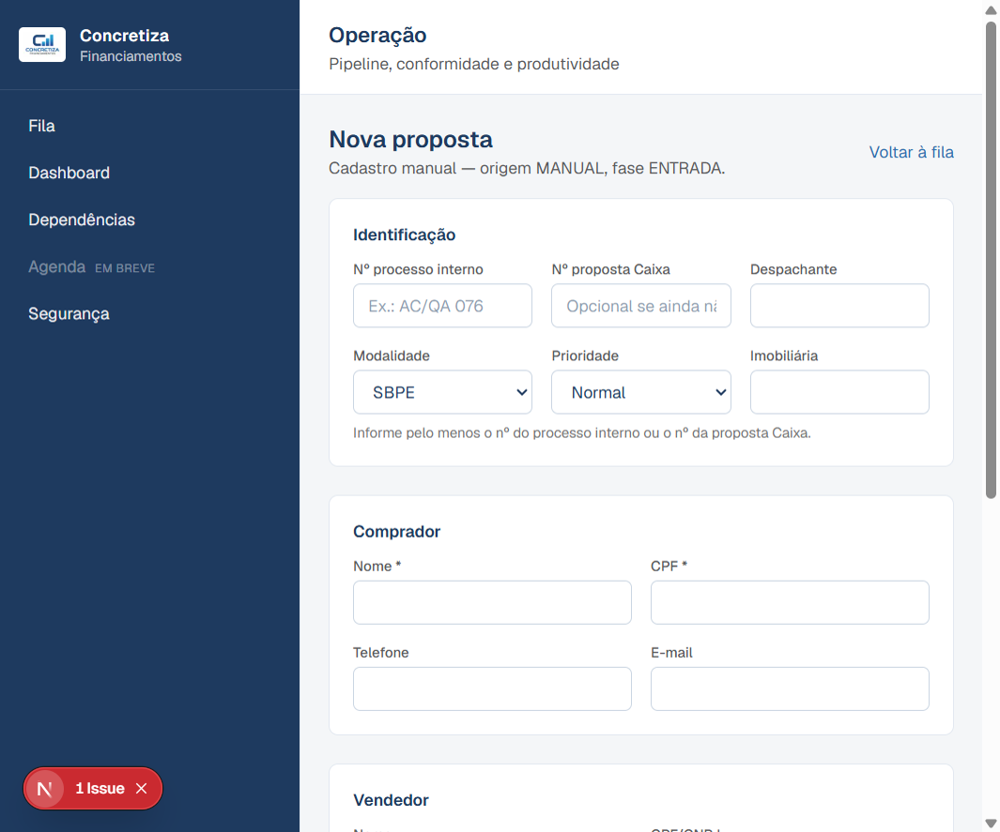 CONCRETIZA
Concretiza
Financiamentos
Fila
Dashboard
Dependências
Agenda EM BREVE
Segurança
1 Issue
Operação
Pipeline, conformidade e produtividade
Nova proposta
Voltar à fila
Cadastro manual — origem MANUAL, fase ENTRADA.
Identificação
Nº processo interno Nº proposta Caixa Despachante
Ex.: AC/QA 076 Opcional se ainda nã
Modalidade Prioridade Imobiliária
SBPE Normal
Informe pelo menos o nº do processo interno ou o nº da proposta Caixa.
Comprador
Nome * CPF *
Telefone E-mail
Vendedor